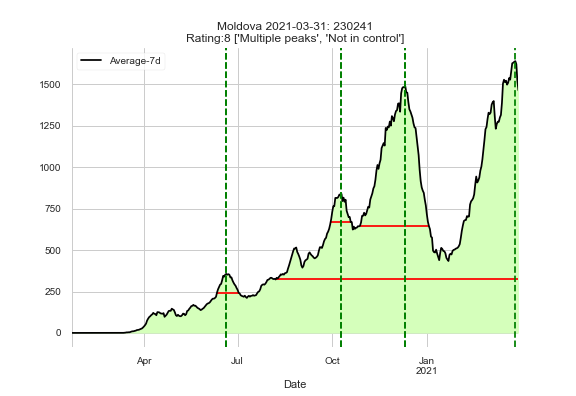 Moldova 2021-03-31: 230241
Rating:8 ['Multiple peaks', 'Not in control']
Average-7d
1500
1250
1000
750
500
250
0
Apr
Jul
Oct
Jan
2021
Date